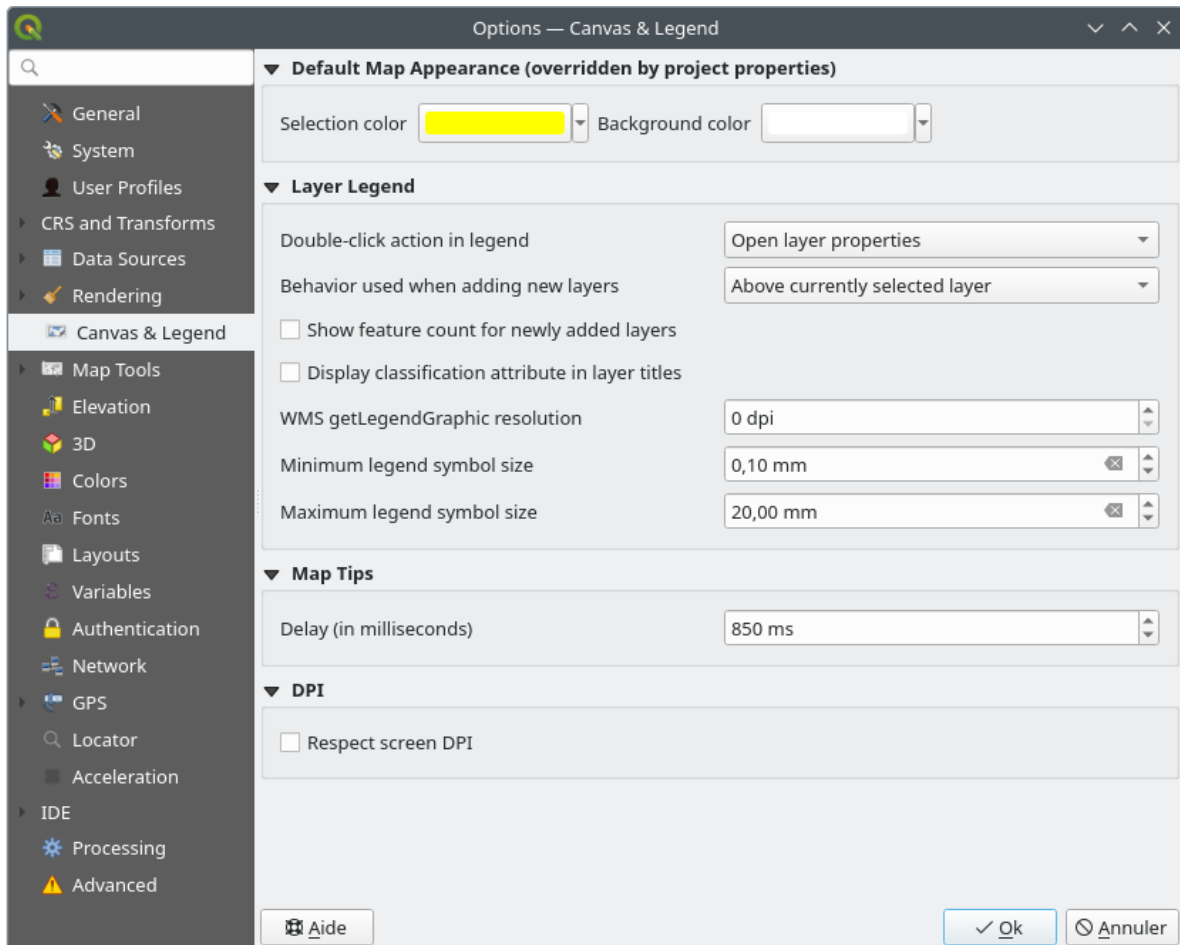 Options — Canvas & Legend
General
System
User Profiles
CRS and Transforms
Data Sources
Rendering
Canvas & Legend
Map Tools
Elevation
3D
Colors
Fonts
Layouts
Variables
Authentication
Network
GPS
Locator
Acceleration
IDE
Processing
Advanced
Default Map Appearance (overridden by project properties)
Selection color Background color
Layer Legend
Double-click action in legend Open layer properties
Behavior used when adding new layers Above currently selected layer
Show feature count for newly added layers
Display classification attribute in layer titles
WMS getLegendGraphic resolution 0 dpi
Minimum legend symbol size 0,10 mm
Maximum legend symbol size 20,00 mm
Map Tips
Delay (in milliseconds) 850 ms
DPI
Respect screen DPI
Aide Ok Annuler